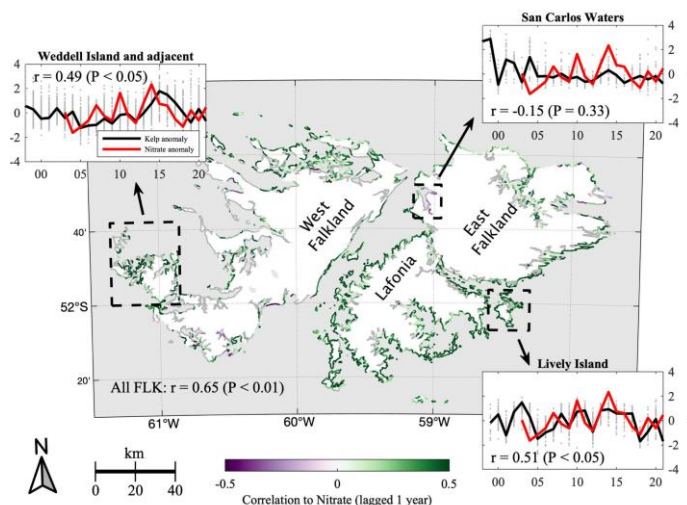 San Carlos Waters
4
2
0
-2
-4
r = -0.15 (P = 0.33)
00 05 10 15 20
Weddell Island and adjacent
4
2
0
-2
-4
r = 0.49 (P < 0.05)
Kelp anomaly
Nitrate anomaly
00 05 10 15 20
West
Falkland
East
Falkland
Lafonia
40'
52°S
20'
All FLK: r = 0.65 (P < 0.01)
61°W 60°W 59°W
Lively Island
4
2
0
-2
-4
r = 0.51 (P < 0.05)
00 05 10 15 20
N
km
0 20 40
-0.5 0 0.5
Correlation to Nitrate (lagged 1 year)